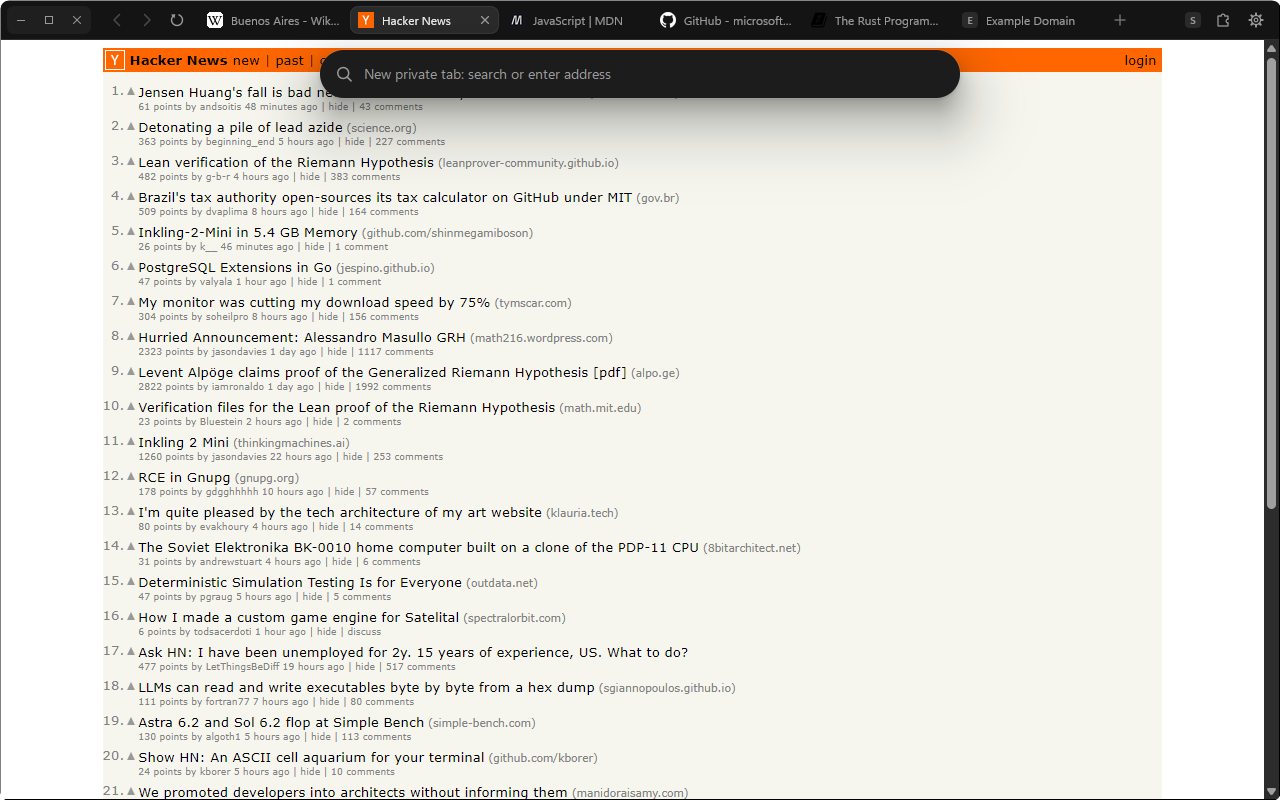 Buenos Aires - Wik...
Hacker News
JavaScript | MDN
GitHub - microsoft...
The Rust Program...
E
Example Domain
S
Y
Hacker News new | past |
login
New private tab: search or enter address
1. Jensen Huang's fall is bad
61 points by andsoitis 48 minutes ago | hide | 43 comments
2. Detonating a pile of lead azide (science.org)
363 points by beginning_end 5 hours ago | hide | 227 comments
3. Lean verification of the Riemann Hypothesis (leanprover-community.github.io)
482 points by g-b-r 4 hours ago | hide | 383 comments
4. Brazil's tax authority open-sources its tax calculator on GitHub under MIT (gov.br)
509 points by dvaplima 8 hours ago | hide | 164 comments
5. Inkling-2-Mini in 5.4 GB Memory (github.com/shinmegamiboson)
26 points by k__ 46 minutes ago | hide | 1 comment
6. PostgreSQL Extensions in Go (jespino.github.io)
47 points by valyala 1 hour ago | hide | 1 comment
7. My monitor was cutting my download speed by 75% (tymscar.com)
304 points by soheilpro 8 hours ago | hide | 156 comments
8. Hurried Announcement: Alessandro Masullo GRH (math216.wordpress.com)
2323 points by jasondavies 1 day ago | hide | 1117 comments
9. Levent Alpöge claims proof of the Generalized Riemann Hypothesis [pdf] (alpo.ge)
2822 points by iamronaldo 1 day ago | hide | 1992 comments
10. Verification files for the Lean proof of the Riemann Hypothesis (math.mit.edu)
23 points by Bluestein 2 hours ago | hide | 2 comments
11. Inkling 2 Mini (thinkingmachines.ai)
1260 points by jasondavies 22 hours ago | hide | 253 comments
12. RCE in Gnupg (gnupg.org)
178 points by gdgghhhhh 10 hours ago | hide | 57 comments
13. I'm quite pleased by the tech architecture of my art website (klauria.tech)
80 points by evakhoury 4 hours ago | hide | 14 comments
14. The Soviet Elektronika BK-0010 home computer built on a clone of the PDP-11 CPU (8bitarchitect.net)
31 points by andrewstuart 4 hours ago | hide | 6 comments
15. Deterministic Simulation Testing Is for Everyone (outdata.net)
47 points by pgraug 5 hours ago | hide | 5 comments
16. How I made a custom game engine for Satelital (spectralorbit.com)
6 points by todsacerdoti 1 hour ago | hide | discuss
17. Ask HN: I have been unemployed for 2y. 15 years of experience, US. What to do?
477 points by LetThingsBeDiff 19 hours ago | hide | 517 comments
18. LLMs can read and write executables byte by byte from a hex dump (sgiannopoulos.github.io)
111 points by fortran77 7 hours ago | hide | 80 comments
19. Astra 6.2 and Sol 6.2 flop at Simple Bench (simple-bench.com)
130 points by algoth1 5 hours ago | hide | 113 comments
20. Show HN: An ASCII cell aquarium for your terminal (github.com/kborer)
24 points by kborer 5 hours ago | hide | 10 comments
21. We promoted developers into architects without informing them (manidoraisamy.com)